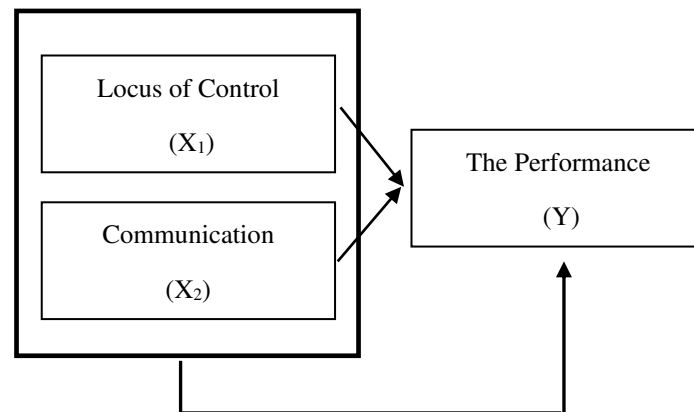 Locus of Control
(X₁)
The Performance
(Y)
Communication
(X₂)